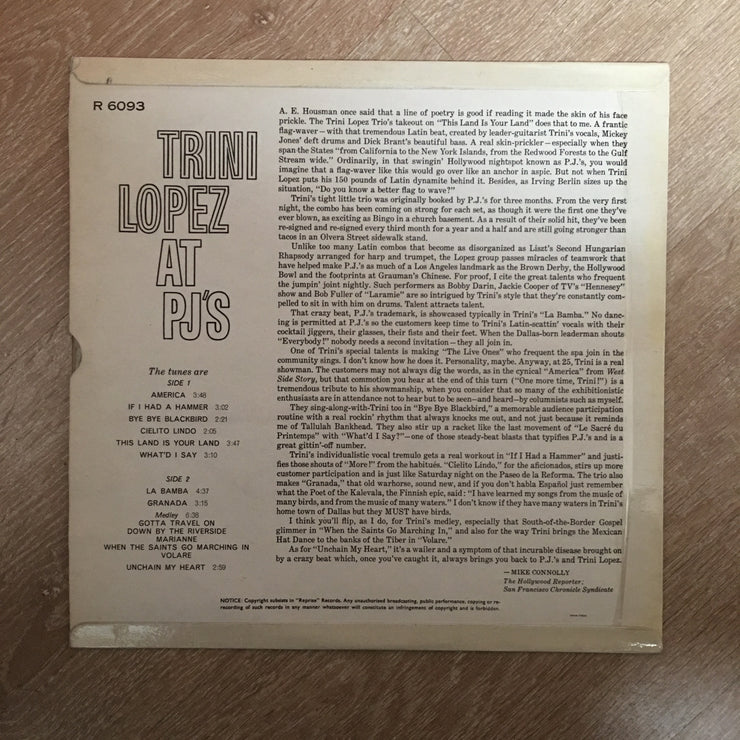 R 6093
TRINI
LOPEZ
AT
PJ'S
The tunes are
SIDE 1
AMERICA 3:48
IF I HAD A HAMMER 3:02
BYE BYE BLACKBIRD 2:21
CIELITO LINDO 2:05
THIS LAND IS YOUR LAND 3:47
WHAT'D I SAY 3:10
SIDE 2
LA BAMBA 4:37
GRANADA 3:15
Medley 6:38
GOTTA TRAVEL ON
DOWN BY THE RIVERSIDE
MARIANNE
WHEN THE SAINTS GO MARCHING IN
VOLARE
UNCHAIN MY HEART 2:59
A. E. Housman once said that a line of poetry is good if reading it made the skin of his face
prickle. The Trini Lopez Trio's takeout on "This Land Is Your Land" does that to me. A frantic
flag-waver—with that tremendous Latin beat, created by leader-guitarist Trini's vocals, Mickey
Jones' deft drums and Dick Brant's beautiful bass. A real skin-prickler—especially when they
span the States "from California to the New York Islands, from the Redwood Forests to the Gulf
Stream wide." Ordinarily, in that swingin' Hollywood nightspot known as P.J.'s, you would
imagine that a flag-waver like this would go over like an anchor in aspic. But not when Trini
Lopez puts his 150 pounds of Latin dynamite behind it. Besides, as Irving Berlin sizes up the
situation, "Do you know a better flag to wave?"
Trini's tight little trio was originally booked by P.J.'s for three months. From the very first
number, the combo has been coming on strong for each set, as though it were the first one they've
ever blown, as exciting as Bingo in a church basement. As a result of their solid hit, they've been
re-signed and re-signed every third month for a year and a half and are still going stronger than
tacos in an Olvera Street sidewalk stand.
Unlike too many Latin combos that become as disorganized as Liszt's Second Hungarian
Rhapsody arranged for harp and trumpet, the Lopez group passes miracles of teamwork that
have helped make P.J.'s as much of a Los Angeles landmark as the Brown Derby, the Hollywood
Bowl and the footprints at Grauman's Chinese. For proof, I cite the great talents who frequent
the jumpin' joint nightly. Such performers as Bobby Darin, Jackie Cooper of TV's "Hennesey"
show and Bob Fuller of "Laramie" are so intrigued by Trini's style that they're constantly com-
pelled to sit in with him on drums. Talent attracts talent.
That crazy beat, P.J.'s trademark, is showcased typically in Trini's "La Bamba." No danc-
ing is permitted at P.J.'s so the customers keep time to Trini's Latin-scattin' vocals with their
cocktail jiggers, their glasses, their fists and their feet. When the Dallas-born leaderman shouts
"Everybody!" nobody needs a second invitation—they all join in.
One of Trini's special talents is making "The Live Ones" who frequent the spa join in the
community sings. I don't know how he does it. Personality, maybe. Anyway, at 25, Trini is a real
showman. The customers may not always dig the words, as in the cynical "America" from West
Side Story, but that commotion you hear at the end of this turn ("One more time, Trini!") is a
tremendous tribute to his showmanship, when you consider that so many of the exhibitionistic
enthusiasts are in attendance not to hear but to be seen—and heard—by columnists such as myself.
They sing-along-with-Trini too in "Bye Bye Blackbird," a memorable audience participation
routine with a real rockin' rhythm that always knocks me out, and not just because it reminds
me of Tallulah Bankhead. They also stir up a racket like the last movement of "Le Sacré du
Printemps" with "What'd I Say?"—one of those steady-beat blasts that typifies P.J.'s and is a
great gittin'-off number.
Trini's individualistic vocal tremulo gets a real workout in "If I Had a Hammer" and justi-
fies those shouts of "More!" from the habitués. "Cielito Lindo," for the aficionados, stirs up more
customer participation and is just like Saturday night on the Paseo de la Reforma. The trio also
makes "Granada," that old warhorse, sound new, and if you don't habla Español just remember
what the Poet of the Kalevala, the Finnish epic, said: "I have learned my songs from the music of
many birds, and from the music of many waters." I don't know if they have many waters in Trini's
home town of Dallas but they MUST have birds.
I think you'll flip, as I do, for Trini's medley, especially that South-of-the-Border Gospel
glimmer in "When the Saints Go Marching In," and also for the way Trini brings the Mexican
Hat Dance to the banks of the Tiber in "Volare."
As for "Unchain My Heart," it's a wailer and a symptom of that incurable disease brought on
by a crazy beat which, once you've caught it, always brings you back to P.J.'s and Trini Lopez.
—MIKE CONNOLLY
The Hollywood Reporter;
San Francisco Chronicle Syndicate
NOTICE: Copyright subsists in "Reprise" Records. Any unauthorised broadcasting, public performance, copying or re-
recording of such records in any manner whatsoever will constitute an infringement of copyright and is forbidden.